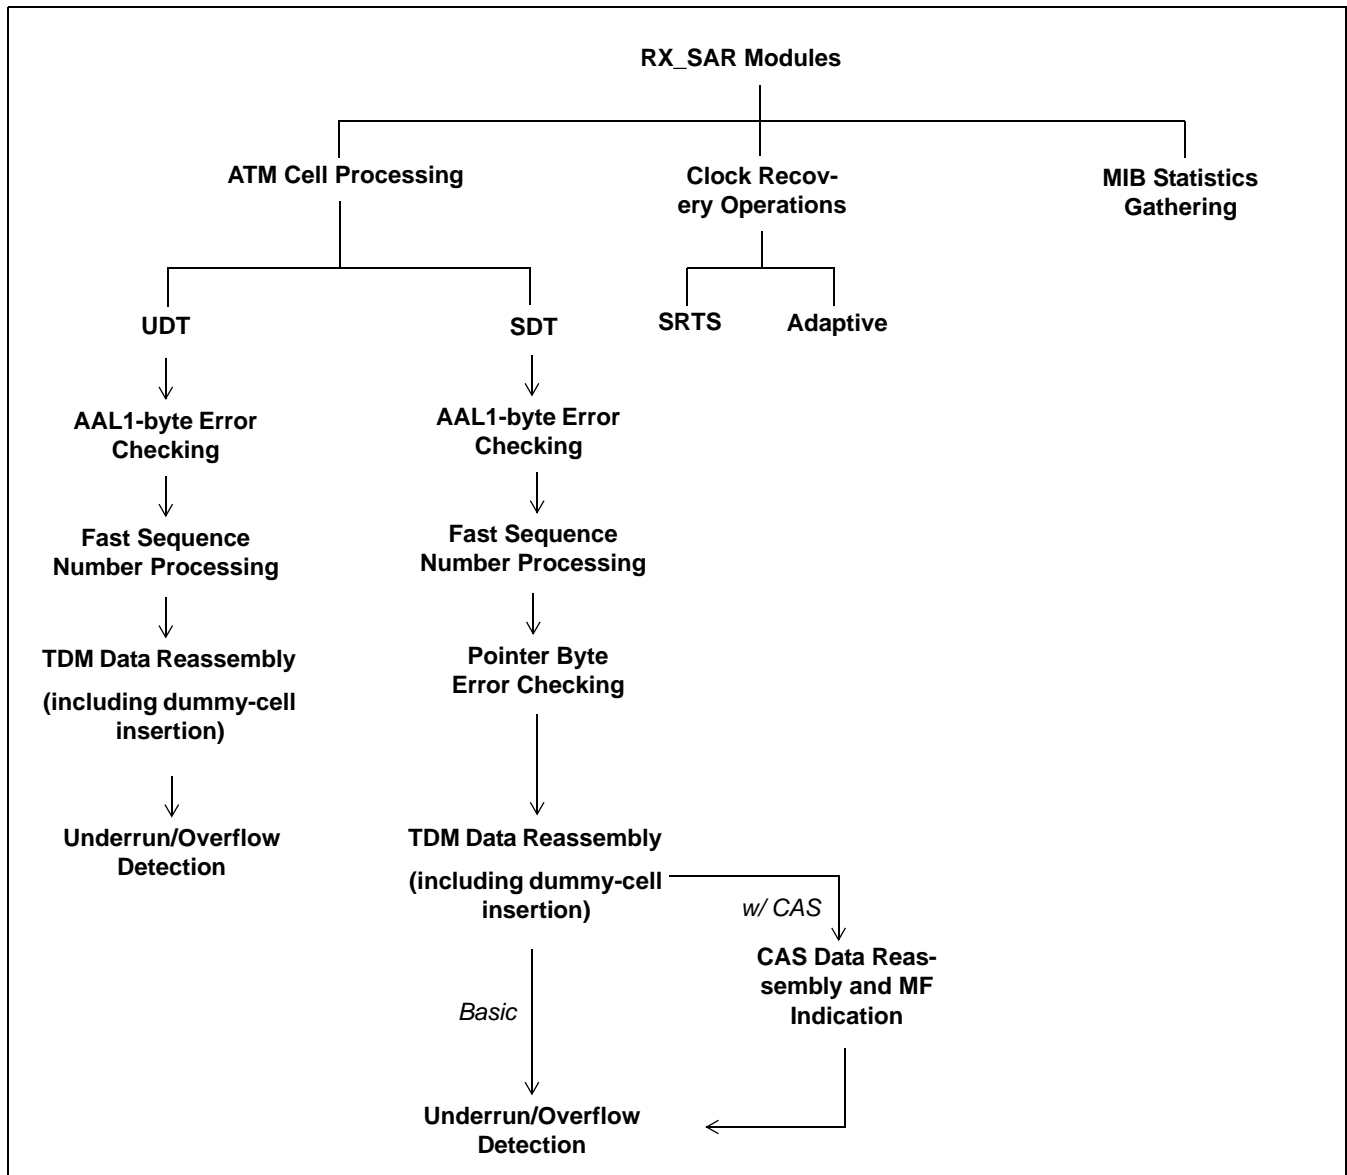 RX_SAR Modules
ATM Cell Processing
Clock Recov-
ery Operations
MIB Statistics
Gathering
UDT
SDT
SRTS
Adaptive
AAL1-byte Error
Checking
AAL1-byte Error
Checking
Fast Sequence
Number Processing
Fast Sequence
Number Processing
TDM Data Reassembly
(including dummy-cell
insertion)
Pointer Byte
Error Checking
Underrun/Overflow
Detection
TDM Data Reassembly
(including dummy-cell
insertion)
w/ CAS
CAS Data Reas-
sembly and MF
Indication
Basic
Underrun/Overflow
Detection